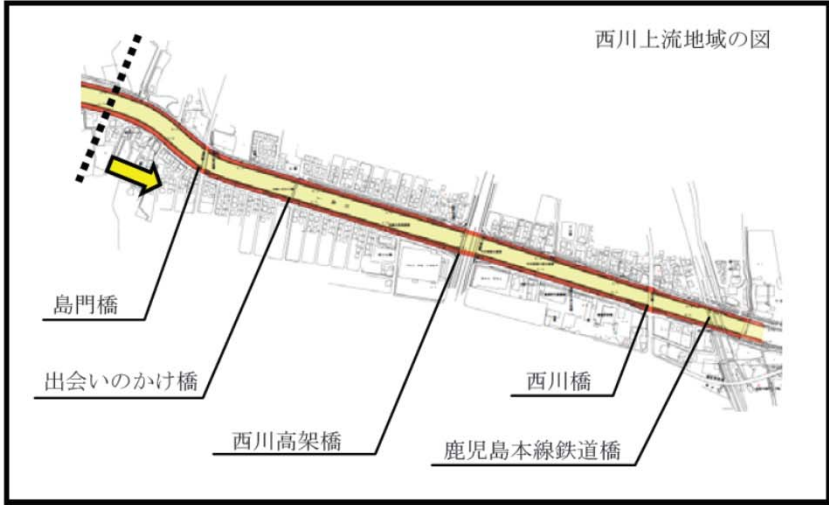 西川上流地域の図
島門橋
出会いのかけ橋
西川高架橋
西川橋
鹿児島本線鉄道橋